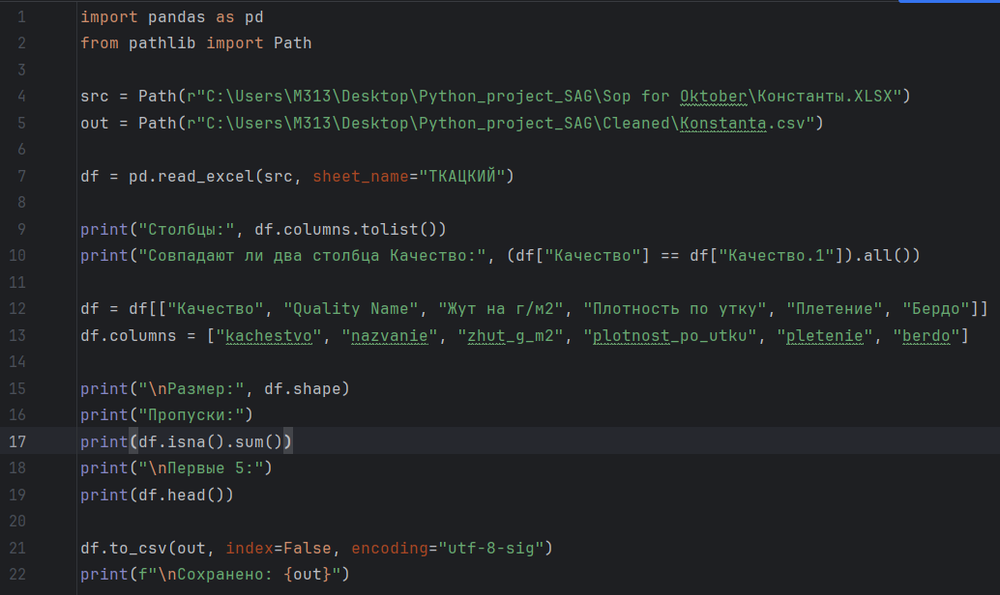 1 import pandas as pd
2 from pathlib import Path
3
4 src = Path(r"C:\Users\M313\Desktop\Python_project_SAG\Sop for Oktober\Константы.XLSX")
5 out = Path(r"C:\Users\M313\Desktop\Python_project_SAG\Cleaned\Konstanta.csv")
6
7 df = pd.read_excel(src, sheet_name="ТКАЦКИЙ")
8
9 print("Столбцы:", df.columns.tolist())
10 print("Совпадают ли два столбца Качество:", (df["Качество"] == df["Качество.1"]).all())
11
12 df = df[["Качество", "Quality Name", "Жут на г/м2", "Плотность по утку", "Плетение", "Бердо"]]
13 df.columns = ["kachestvo", "nazvanie", "zhut_g_m2", "plotnost_po_utku", "pletenie", "berdo"]
14
15 print("\nРазмер:", df.shape)
16 print("Пропуски:")
17 print(df.isna().sum())
18 print("\nПервые 5:")
19 print(df.head())
20
21 df.to_csv(out, index=False, encoding="utf-8-sig")
22 print(f"\nСохранено: {out}")